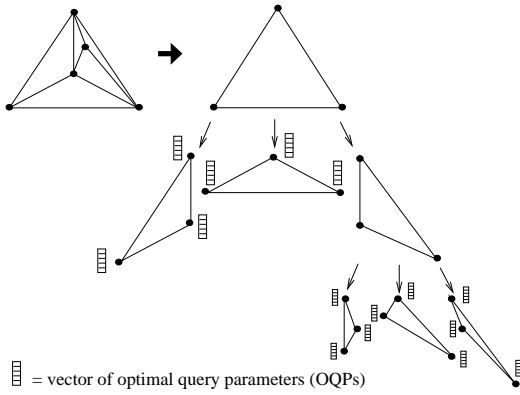 = vector of optimal query parameters (OQPs)